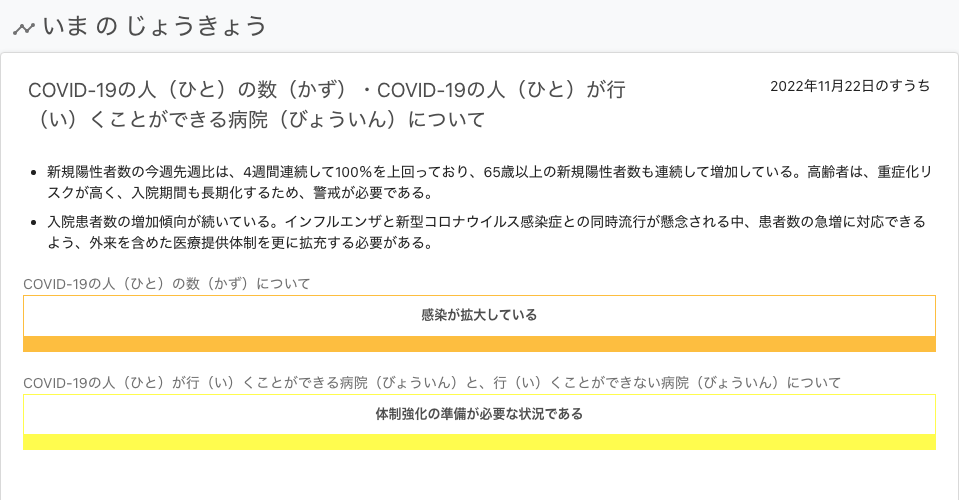 いま の じょうきょう
COVID-19の人（ひと）の数（かず）・COVID-19の人（ひと）が行
（い）くことができる病院（びょういん）について
2022年11月22日のすうち
• 新規陽性者数の今週先週比は、4週間連続して100％を上回っており、65歳以上の新規陽性者数も連続して増加している。高齢者は、重症化リ
スクが高く、入院期間も長期化するため、警戒が必要である。
• 入院患者数の増加傾向が続いている。インフルエンザと新型コロナウイルス感染症との同時流行が懸念される中、患者数の急増に対応できる
よう、外来を含めた医療提供体制を更に拡充する必要がある。
COVID-19の人（ひと）の数（かず）について
感染が拡大している
COVID-19の人（ひと）が行（い）くことができる病院（びょういん）と、行（い）くことができない病院（びょういん）について
体制強化の準備が必要な状況である